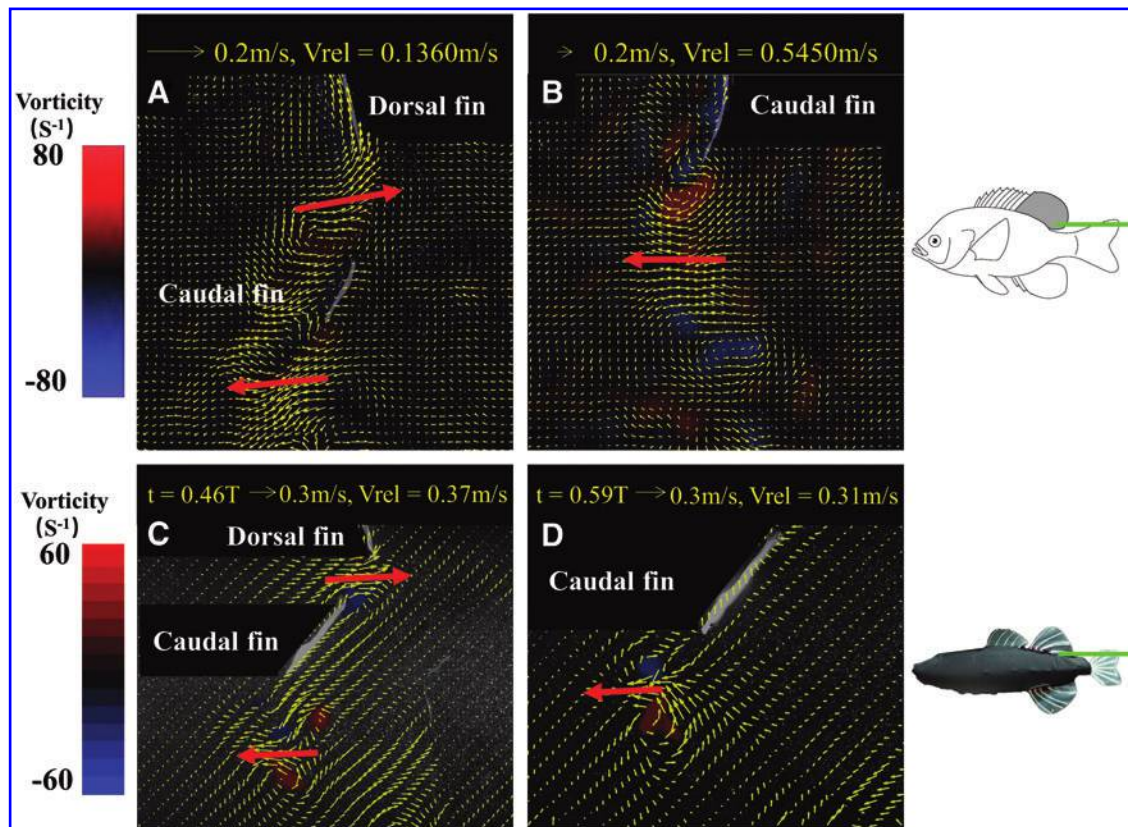 Vorticity
(S-1)
80
-80
0.2m/s, Vrel = 0.1360m/s
A
Dorsal fin
Caudal fin
0.2m/s, Vrel = 0.5450m/s
B
Caudal fin
Vorticity
(S-1)
60
-60
t = 0.46T → 0.3m/s, Vrel = 0.37m/s
C
Dorsal fin
Caudal fin
t = 0.59T → 0.3m/s, Vrel = 0.31m/s
D
Caudal fin